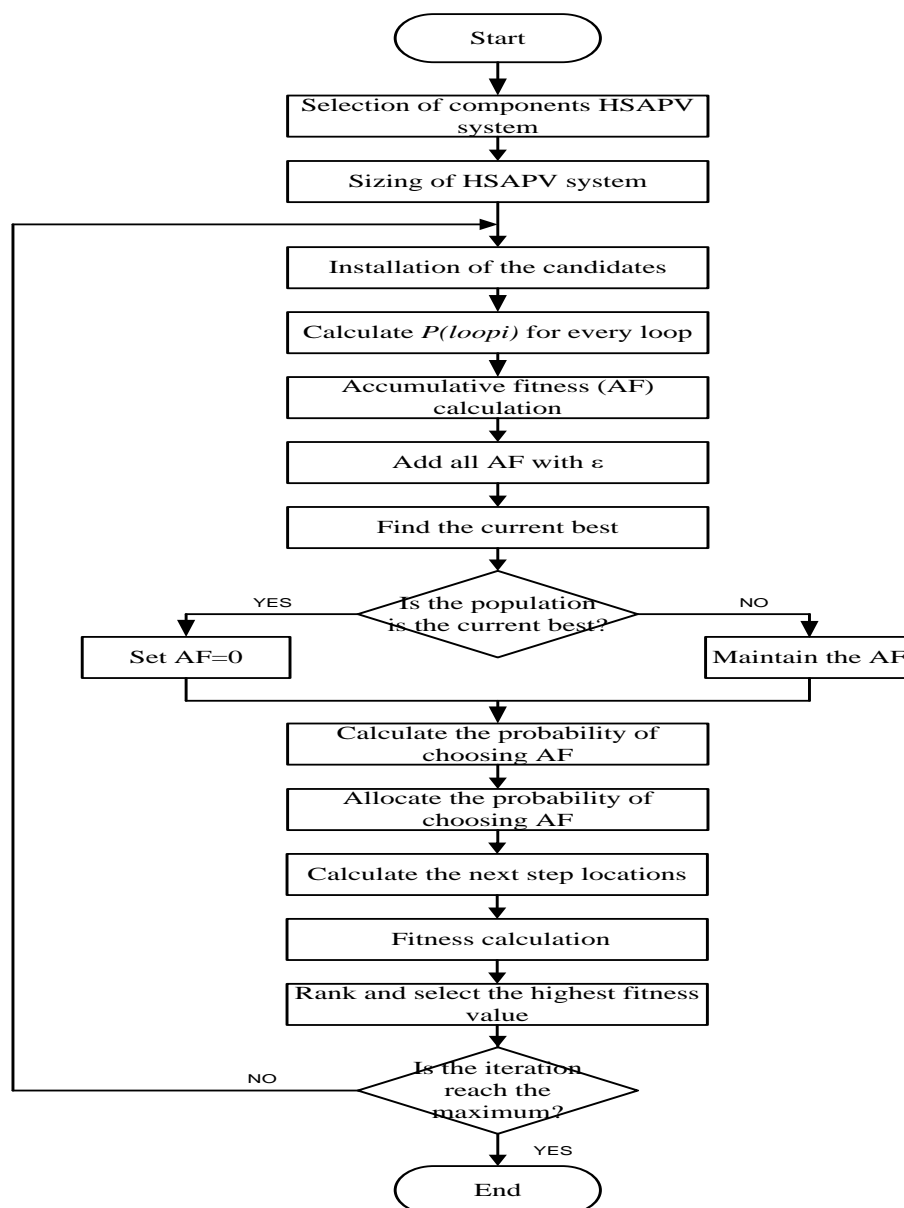 Start
Selection of components HSAPV
system
Sizing of HSAPV system
Installation of the candidates
Calculate P(loopi) for every loop
Accumulative fitness (AF)
calculation
Add all AF with ε
Find the current best
Is the population
is the current best?
YES
NO
Set AF=0
Maintain the AF
Calculate the probability of
choosing AF
Allocate the probability of
choosing AF
Calculate the next step locations
Fitness calculation
Rank and select the highest fitness
value
Is the iteration
reach the
maximum?
NO
YES
End